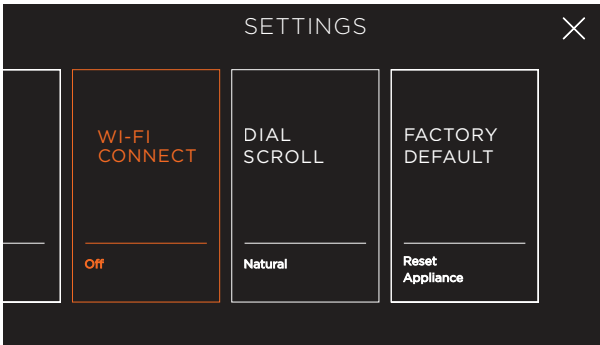 SETTINGS
WI-FI
CONNECT
Off
DIAL
SCROLL
Natural
FACTORY
DEFAULT
Reset
Appliance